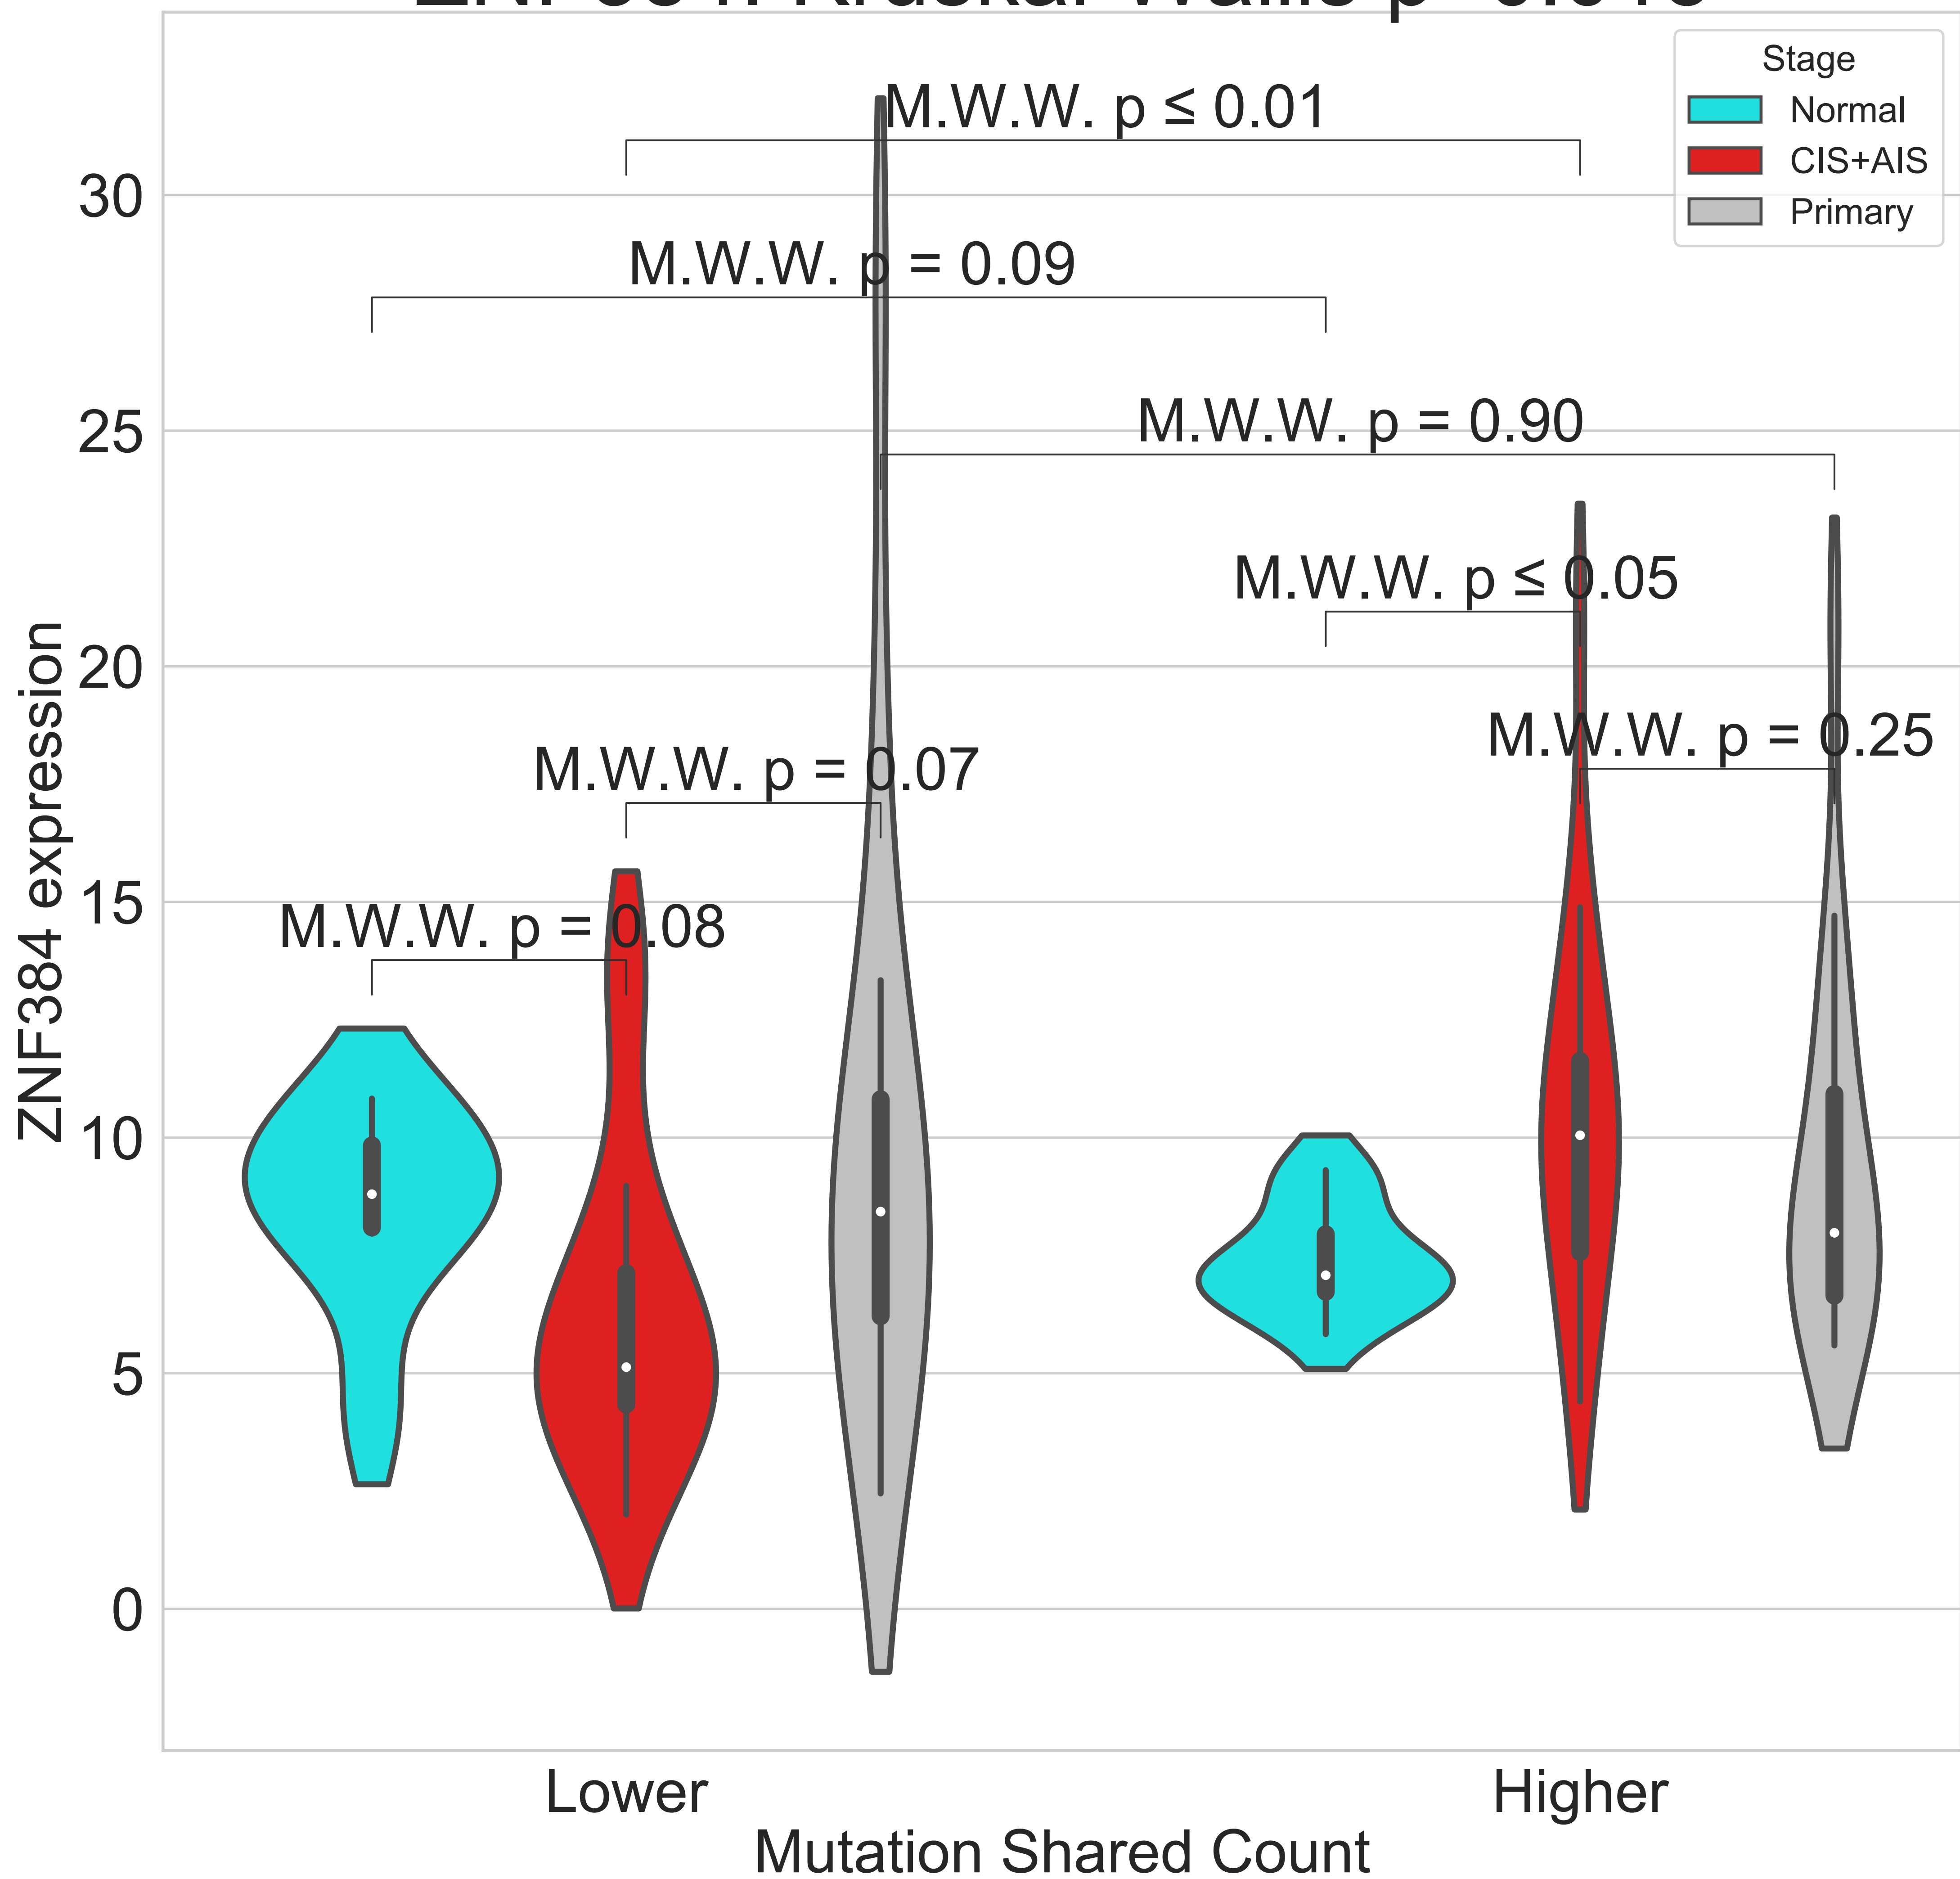 Stage
Normal
CIS+AIS
Primary
M.W.W. p ≤ 0.01
M.W.W. p = 0.09
M.W.W. p = 0.90
M.W.W. p ≤ 0.05
M.W.W. p = 0.25
M.W.W. p = 0.07
M.W.W. p = 0.08
ZNF384 expression
30
25
20
15
10
5
0
Lower
Higher
Mutation Shared Count